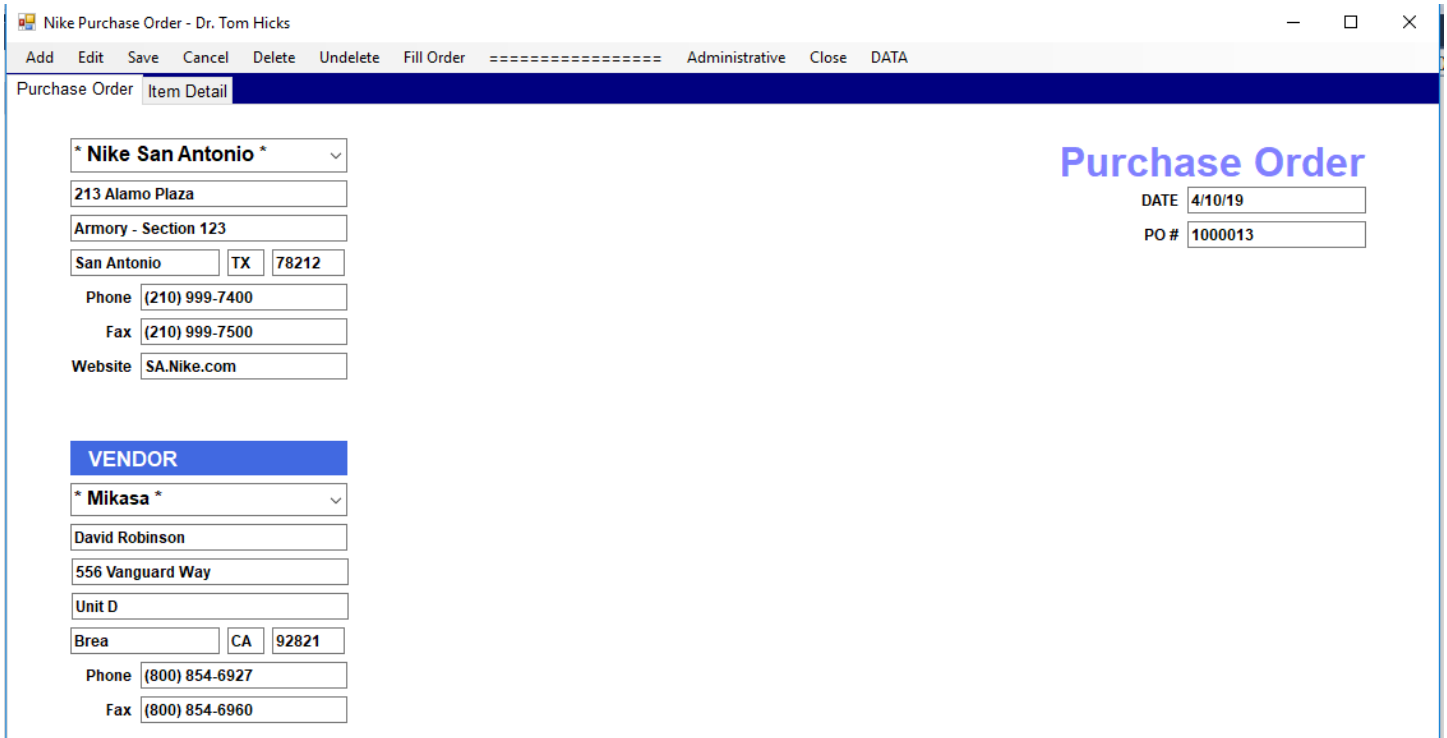 Nike Purchase Order - Dr. Tom Hicks
Add Edit Save Cancel Delete Undelete Fill Order ================= Administrative Close DATA
Purchase Order Item Detail
* Nike San Antonio *
Purchase Order
213 Alamo Plaza
DATE 4/10/19
Armory - Section 123
PO # 1000013
San Antonio TX 78212
Phone (210) 999-7400
Fax (210) 999-7500
Website SA.Nike.com
VENDOR
* Mikasa *
David Robinson
556 Vanguard Way
Unit D
Brea CA 92821
Phone (800) 854-6927
Fax (800) 854-6960